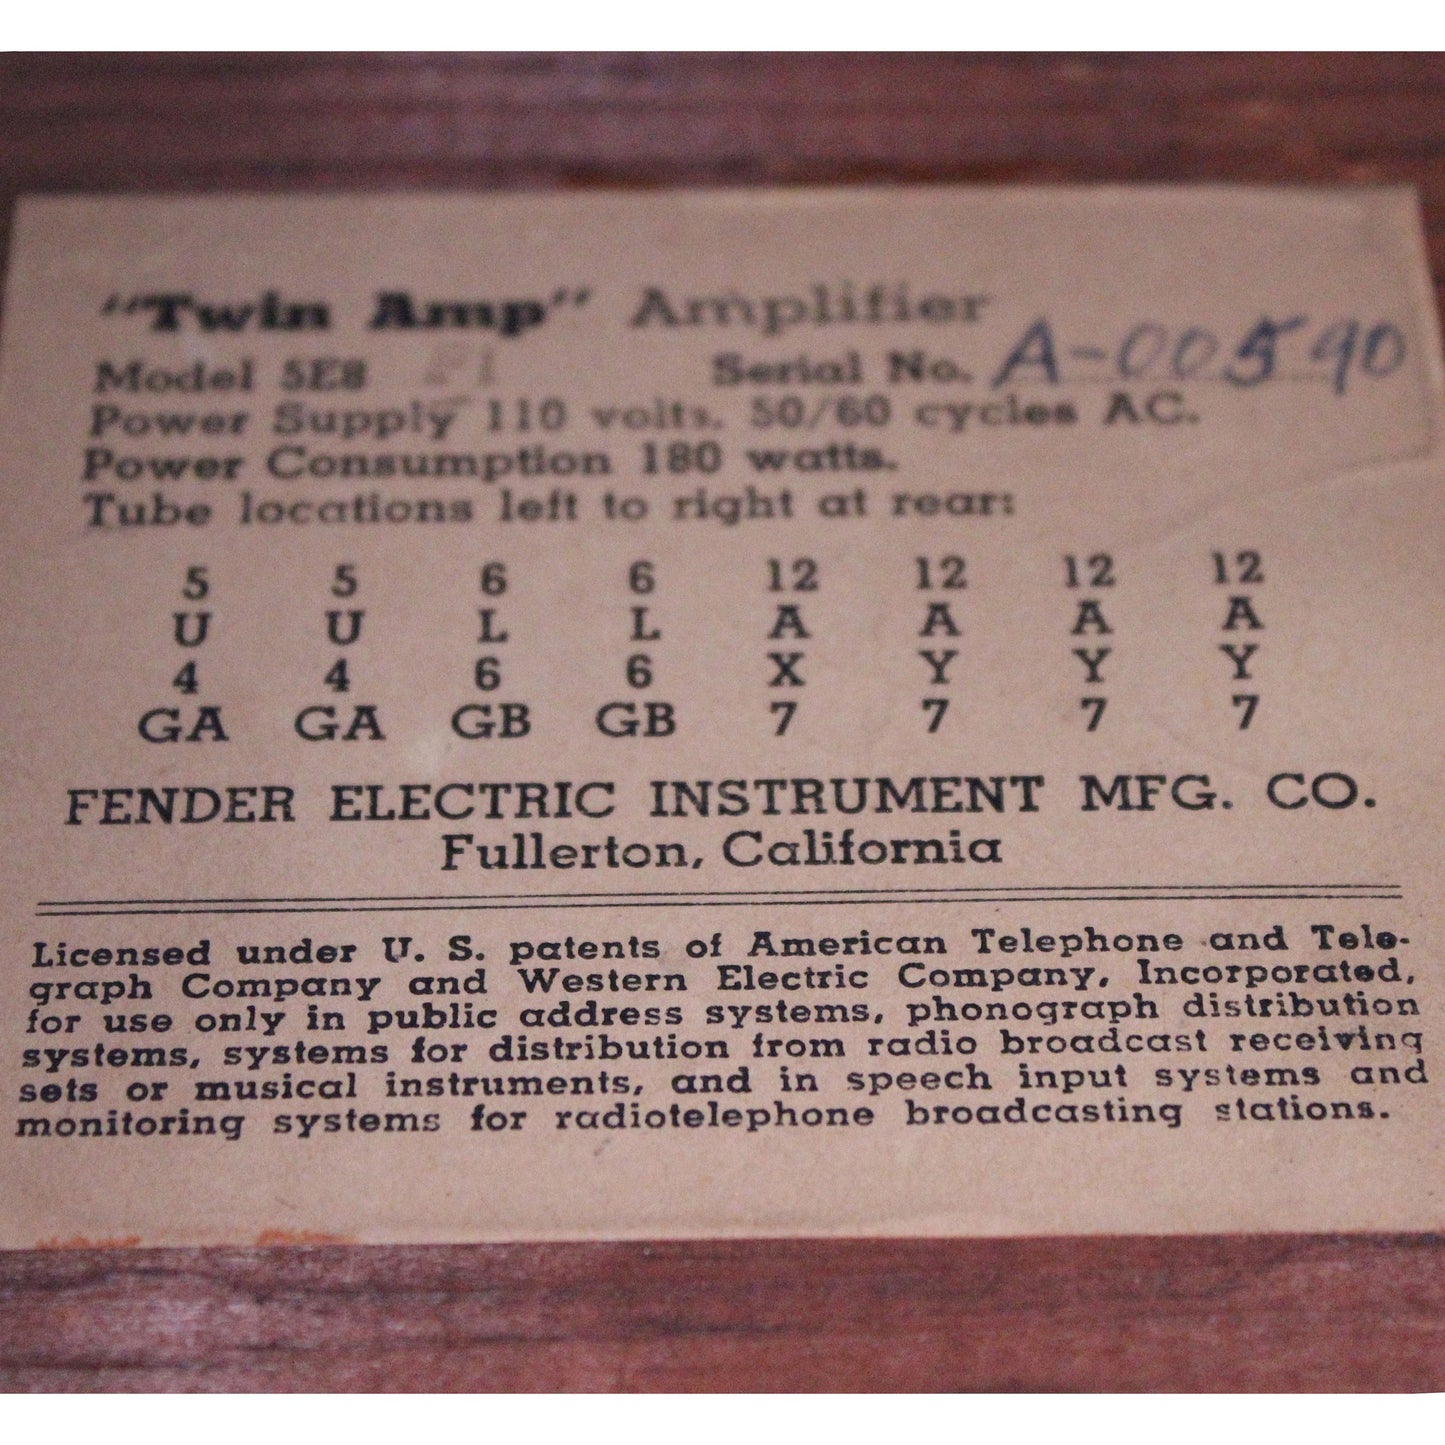 "Twin Amp" Amplifier
Model 5E8 Serial No. A-00590
Power Supply 110 volts. 50/60 cycles AC.
Power Consumption 180 watts.
Tube locations left to right at rear:
5 5 6 6 12 12 12 12
U U L L A A A A
4 4 6 6 X Y Y Y
GA GA GB GB 7 7 7 7
FENDER ELECTRIC INSTRUMENT MFG. CO.
Fullerton, California
Licensed under U. S. patents of American Telephone and Tele-
graph Company and Western Electric Company, Incorporated,
for use only in public address systems, phonograph distribution
systems, systems for distribution from radio broadcast receiving
sets or musical instruments, and in speech input systems and
monitoring systems for radiotelephone broadcasting stations.